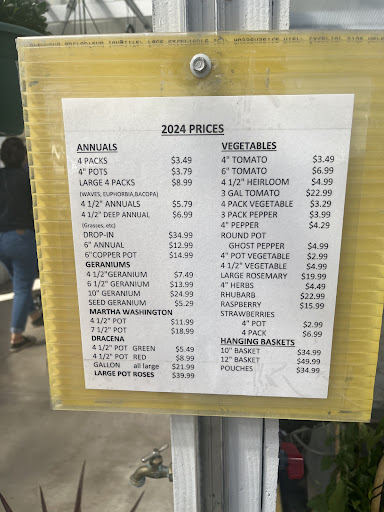 2024 PRICES
ANNUALS
4 PACKS $3.49
4" POTS $3.79
LARGE 4 PACKS $8.99
(WAVES, EUPHORBIA,BACOPA)
4 1/2" ANNUALS $5.79
4 1/2" DEEP ANNUAL $6.99
(Grasses, etc)
DROP-IN $34.99
6" ANNUAL $12.99
6"COPPER POT $14.99
GERANIUMS
4 1/2"GERANIUM $7.49
6 1/2" GERANIUM $13.99
10" GERANIUM $24.99
SEED GERANIUM $5.29
MARTHA WASHINGTON
4 1/2" POT $11.99
7 1/2" POT $18.99
DRACENA
4 1/2" POT GREEN $5.49
4 1/2" POT RED $8.99
GALLON all large $21.99
LARGE POT ROSES $39.99
VEGETABLES
4" TOMATO $3.49
6" TOMATO $6.99
4 1/2" HEIRLOOM $4.99
3 GAL TOMATO $22.99
4 PACK VEGETABLE $3.29
3 PACK PEPPER $3.99
4" PEPPER $4.29
ROUND POT
GHOST PEPPER $4.99
4" POT VEGETABLE $2.99
4 1/2" VEGETABLE $4.99
LARGE ROSEMARY $19.99
4" HERBS $4.49
RHUBARB $22.99
RASPBERRY $15.99
STRAWBERRIES
4" POT $2.99
4 PACK $6.99
HANGING BASKETS
10" BASKET $34.99
12" BASKET $49.99
POUCHES $34.99